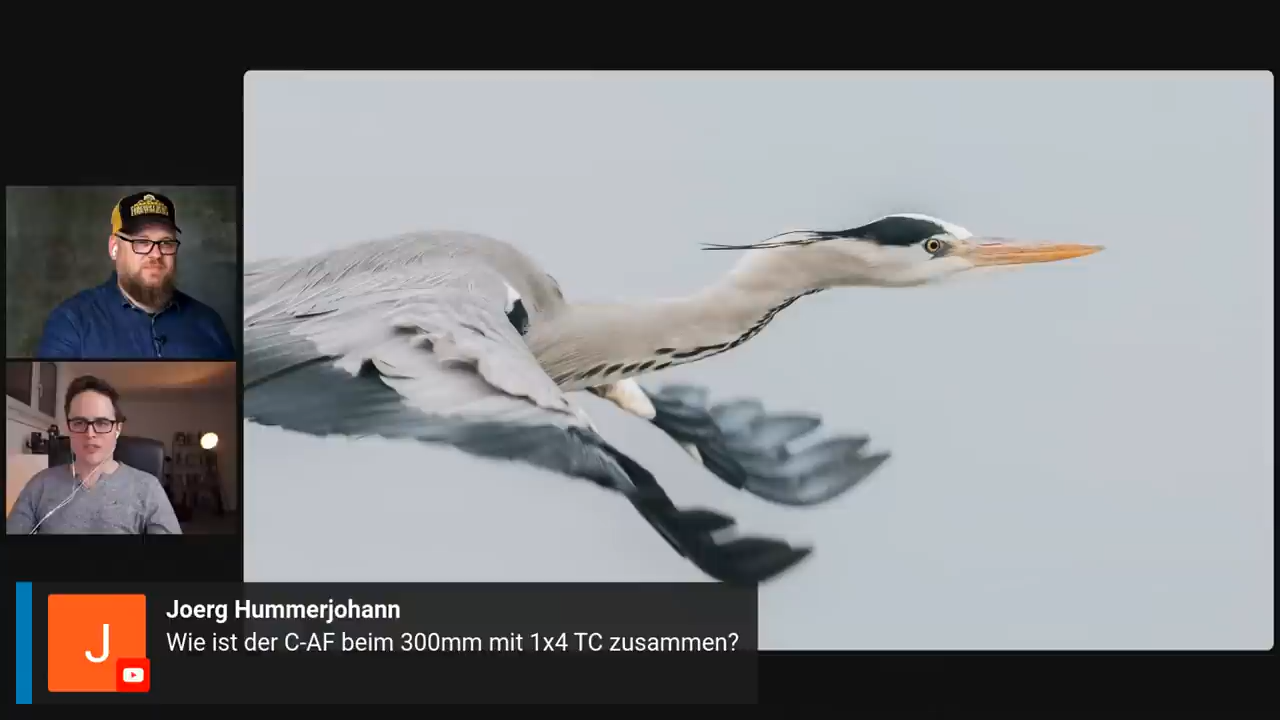 Joerg Hummerjohann
Wie ist der C-AF beim 300mm mit 1x4 TC zusammen?
J